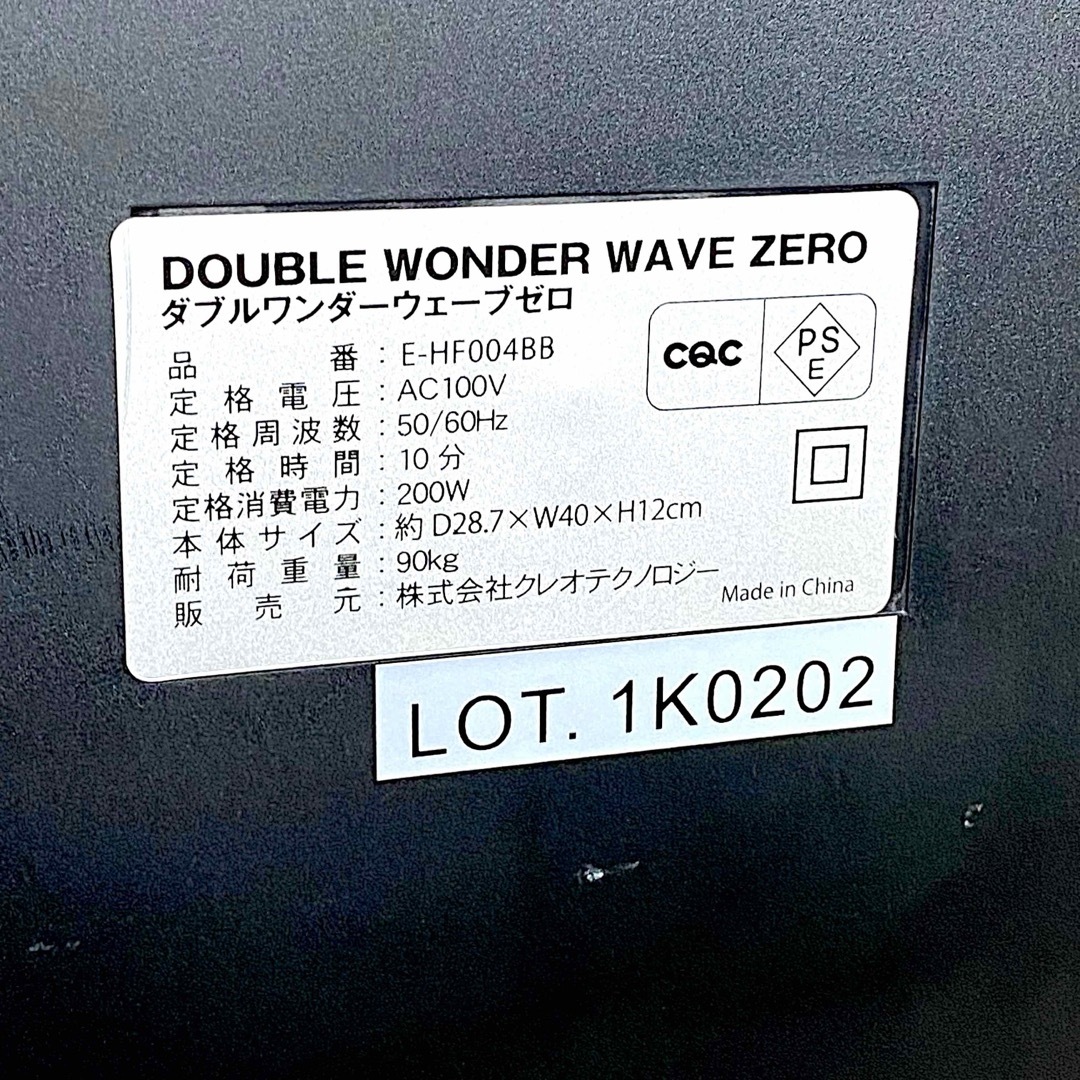 DOUBLE WONDER WAVE ZERO
ダブルワンダーウェーブゼロ
品番 : E-HF004BB
定格電圧 : AC100V
定格周波数 : 50/60Hz
定格時間 : 10分
定格消費電力 : 200W
本体サイズ : 約 D28.7×W40×H12cm
耐荷重量 : 90kg
販売元 : 株式会社クレオテクノロジー
CQC
PS
E
Made in China
LOT. 1K0202